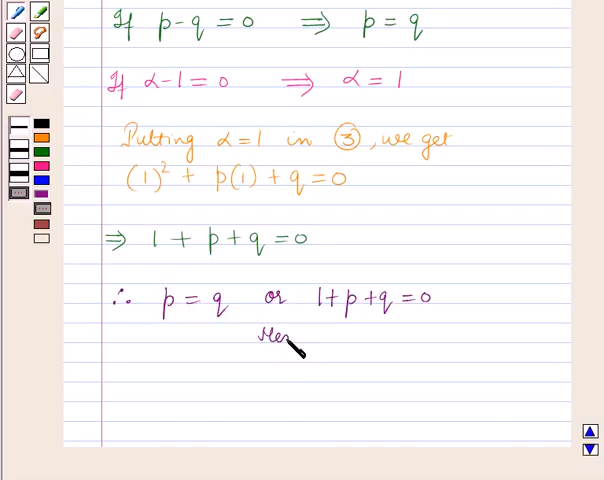 If p-q = 0 ⟹ p = q
If α-1 = 0 ⟹ α = 1
Putting α=1 in ③, we get
(1)² + p(1) + q = 0
⇒ 1 + p + q = 0
∴ p = q or 1+p+q = 0